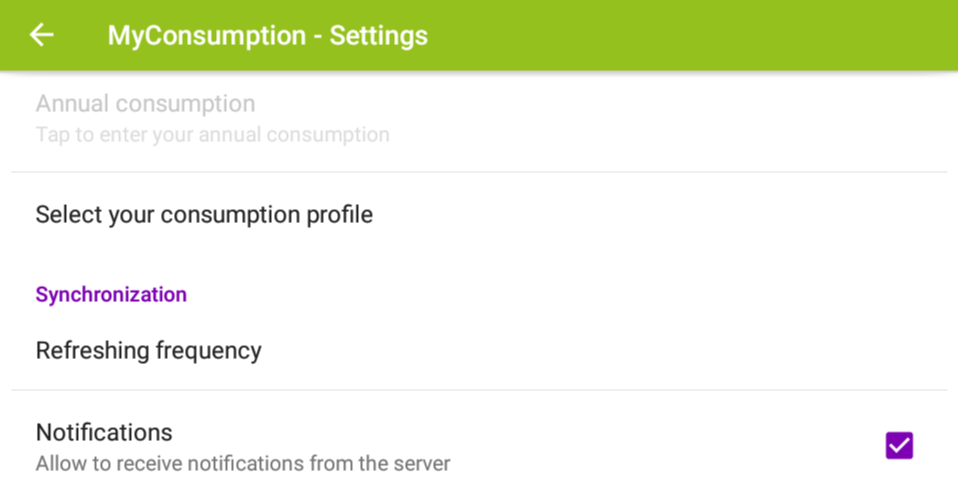 MyConsumption - Settings
Annual consumption
Tap to enter your annual consumption
Select your consumption profile
Synchronization
Refreshing frequency
Notifications
Allow to receive notifications from the server